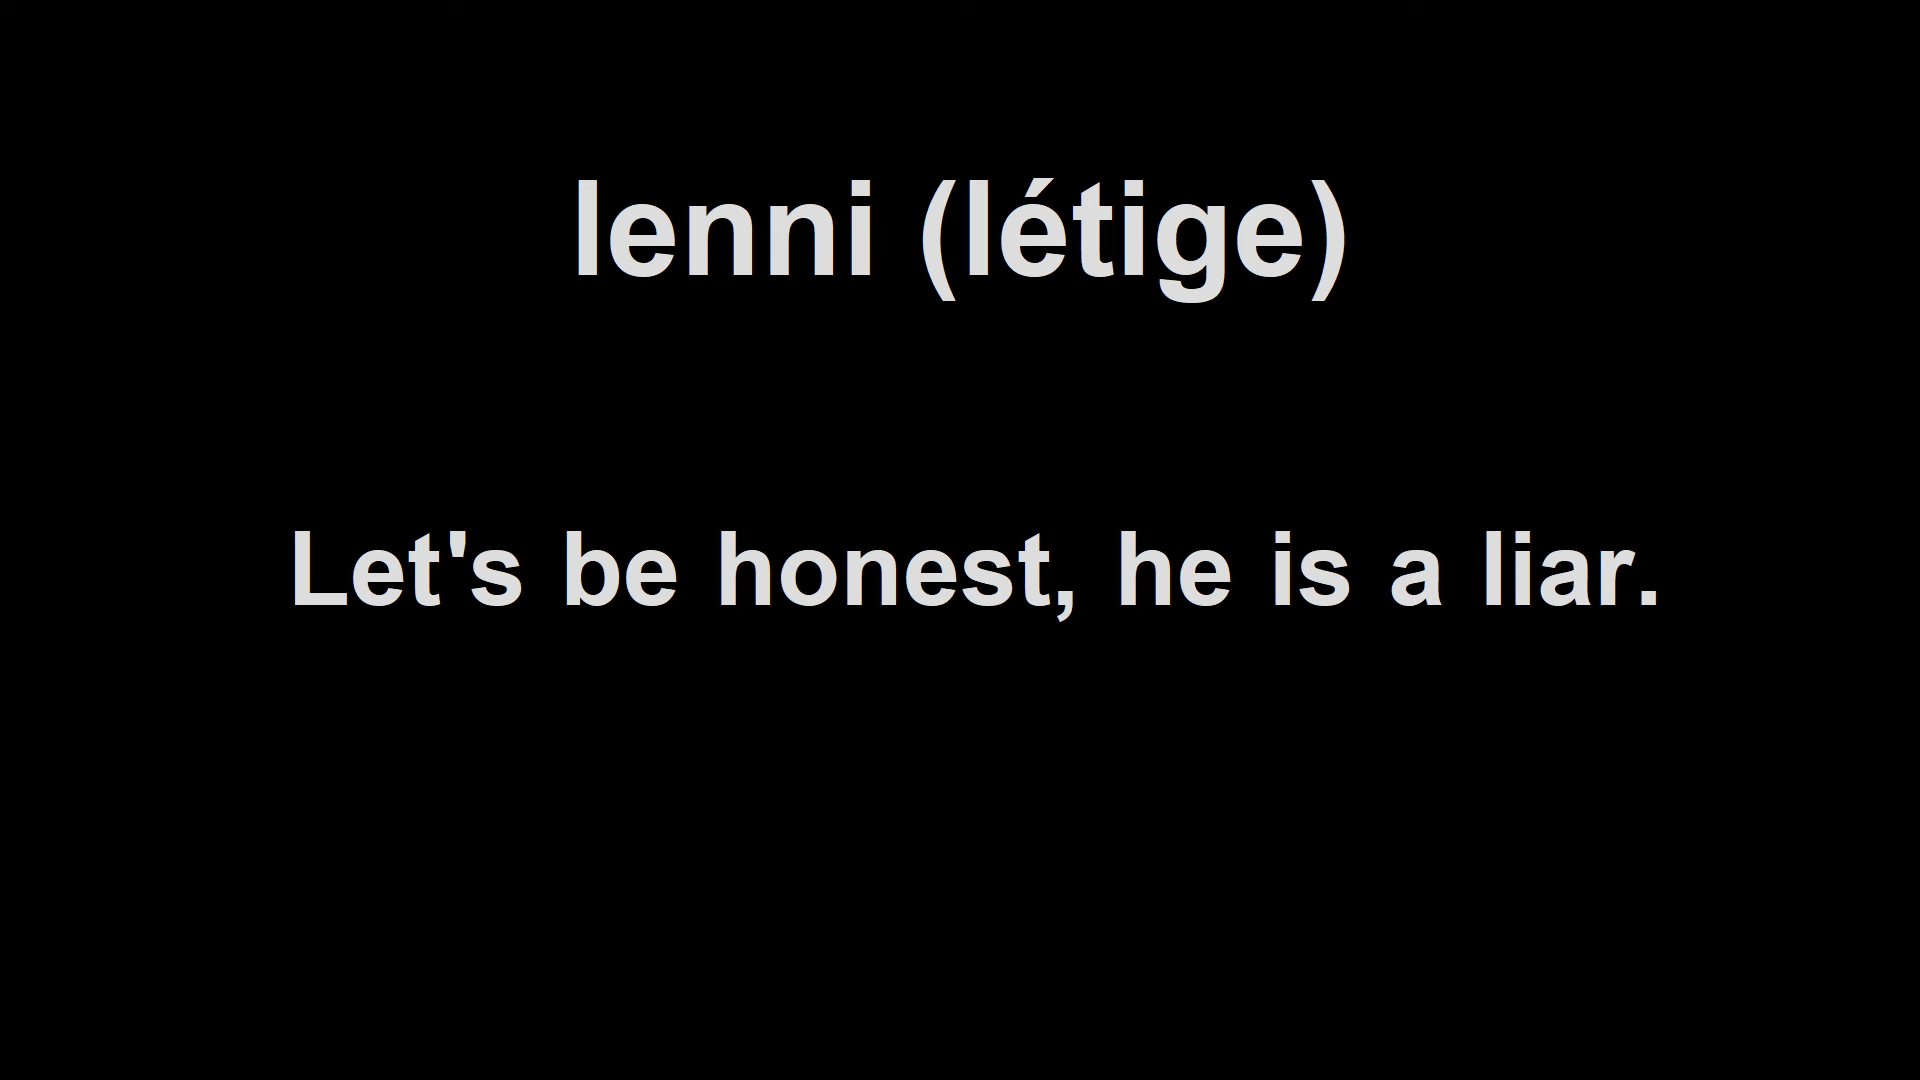 lenni (létige)
Let's be honest, he is a liar.